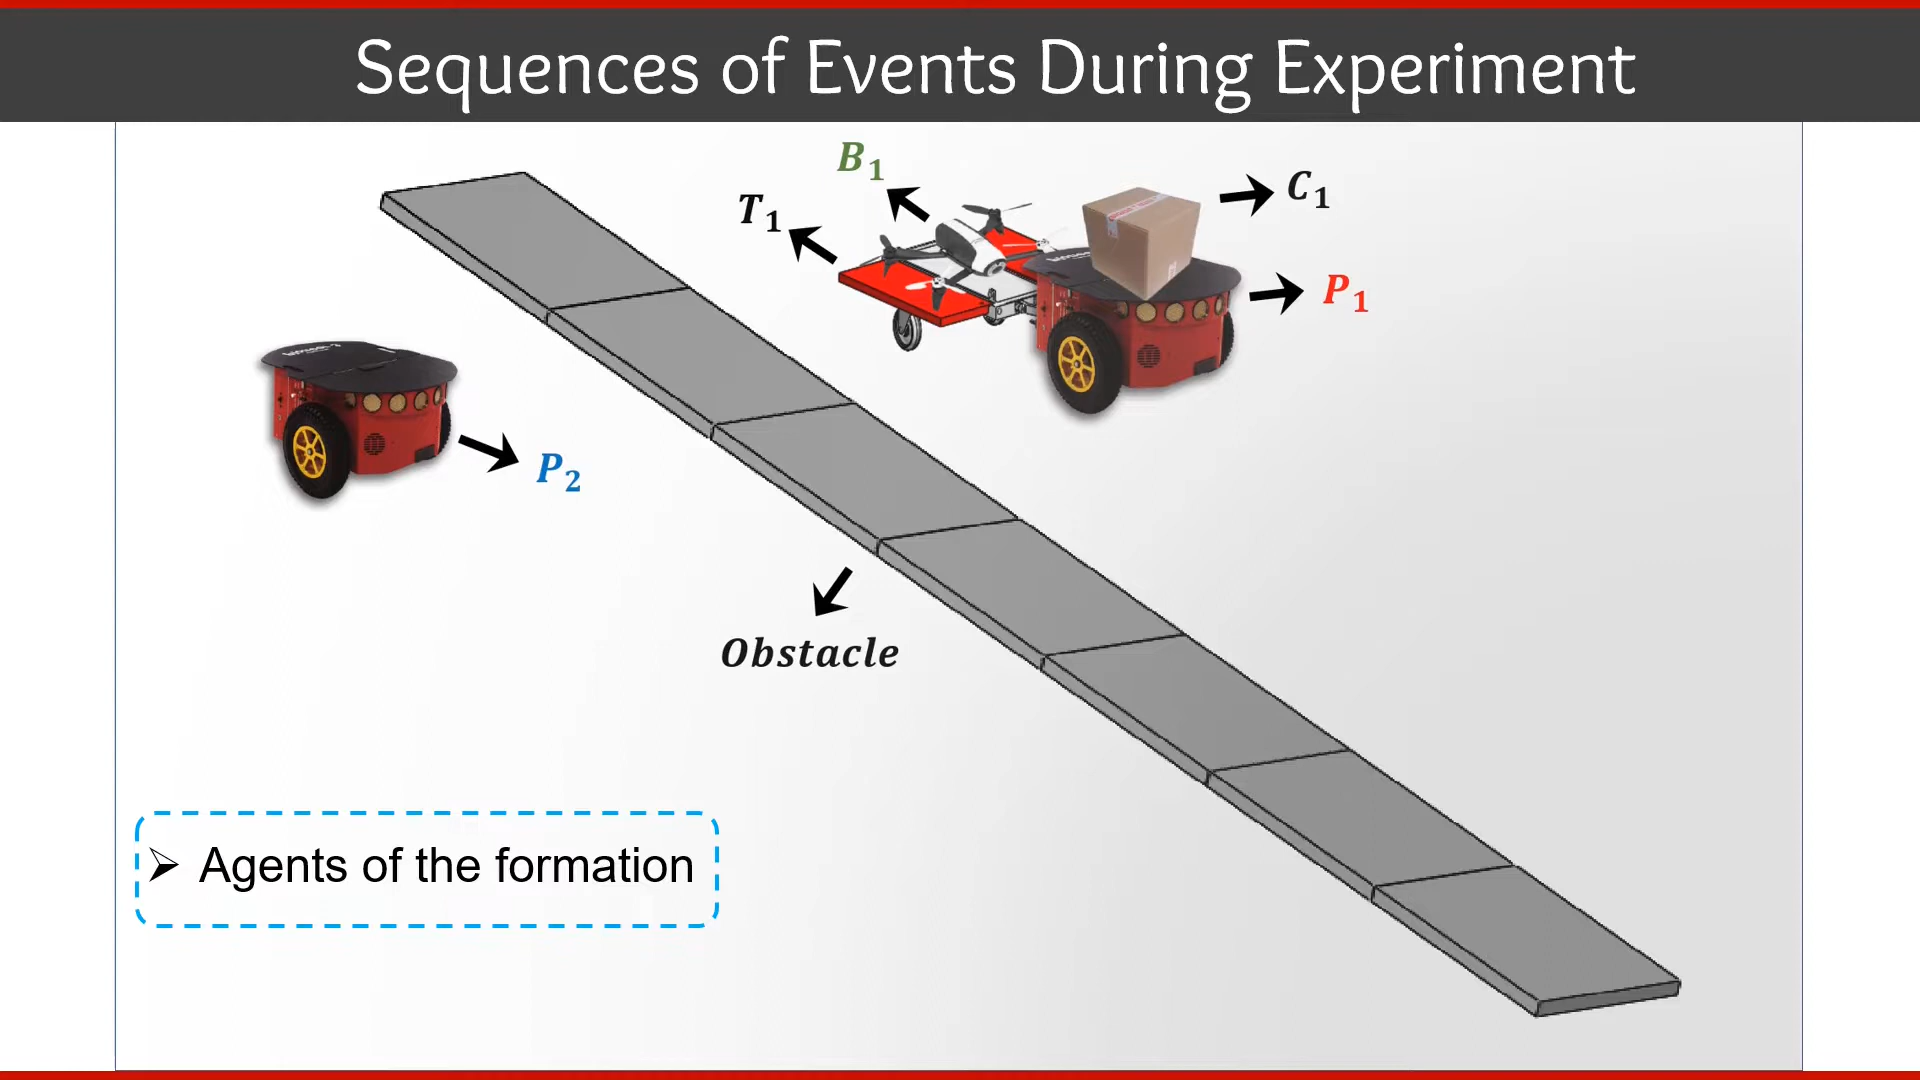 Sequences of Events During Experiment
B1
T1
C1
P1
P2
Obstacle
➢ Agents of the formation